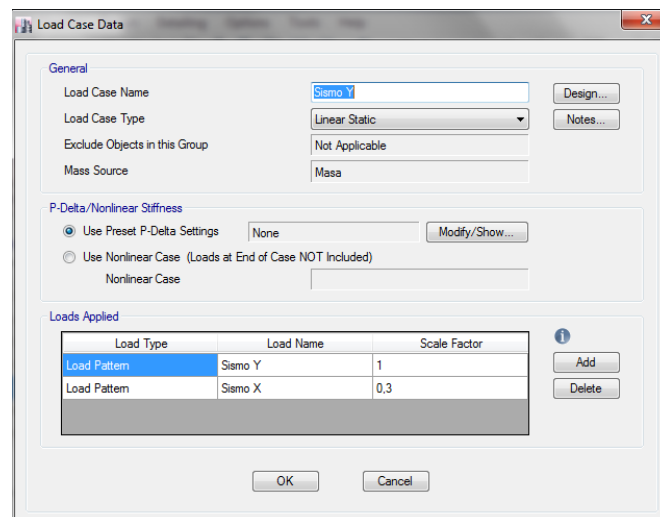 Load Case Data
General
Load Case Name Sismo Y Design...
Load Case Type Linear Static Notes...
Exclude Objects in this Group Not Applicable
Mass Source Masa
P-Delta/Nonlinear Stiffness
Use Preset P-Delta Settings None Modify/Show...
Use Nonlinear Case (Loads at End of Case NOT Included)
Nonlinear Case
Loads Applied
Load Type Load Name Scale Factor
Load Pattern Sismo Y 1 Add
Load Pattern Sismo X 0,3 Delete
OK Cancel